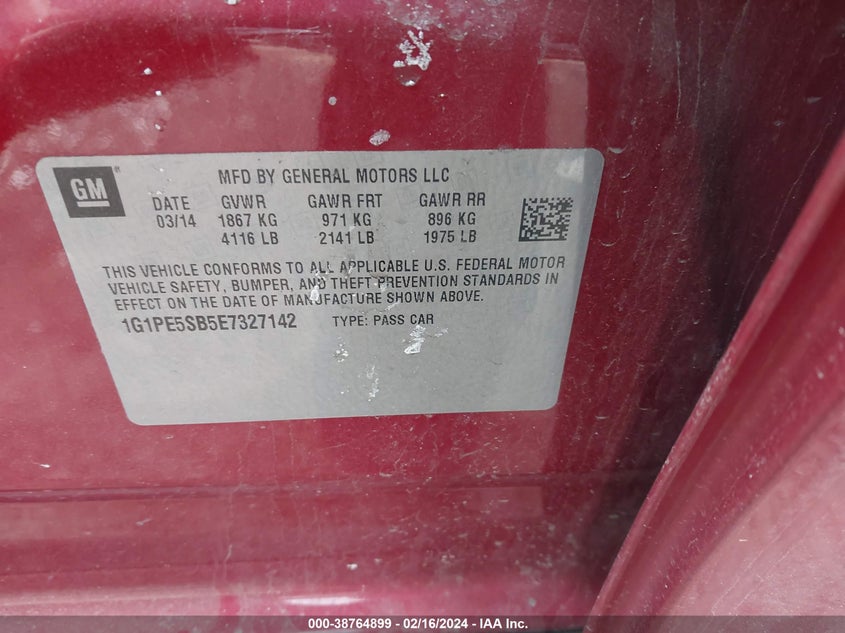 GM
MFD BY GENERAL MOTORS LLC
DATE GVWR GAWR FRT GAWR RR
03/14 1867 KG 971 KG 896 KG
4116 LB 2141 LB 1975 LB
THIS VEHICLE CONFORMS TO ALL APPLICABLE U.S. FEDERAL MOTOR
VEHICLE SAFETY, BUMPER, AND THEFT PREVENTION STANDARDS IN
EFFECT ON THE DATE OF MANUFACTURE SHOWN ABOVE.
1G1PE5SB5E7327142 TYPE: PASS CAR
000-38764899 - 02/16/2024 - IAA Inc.